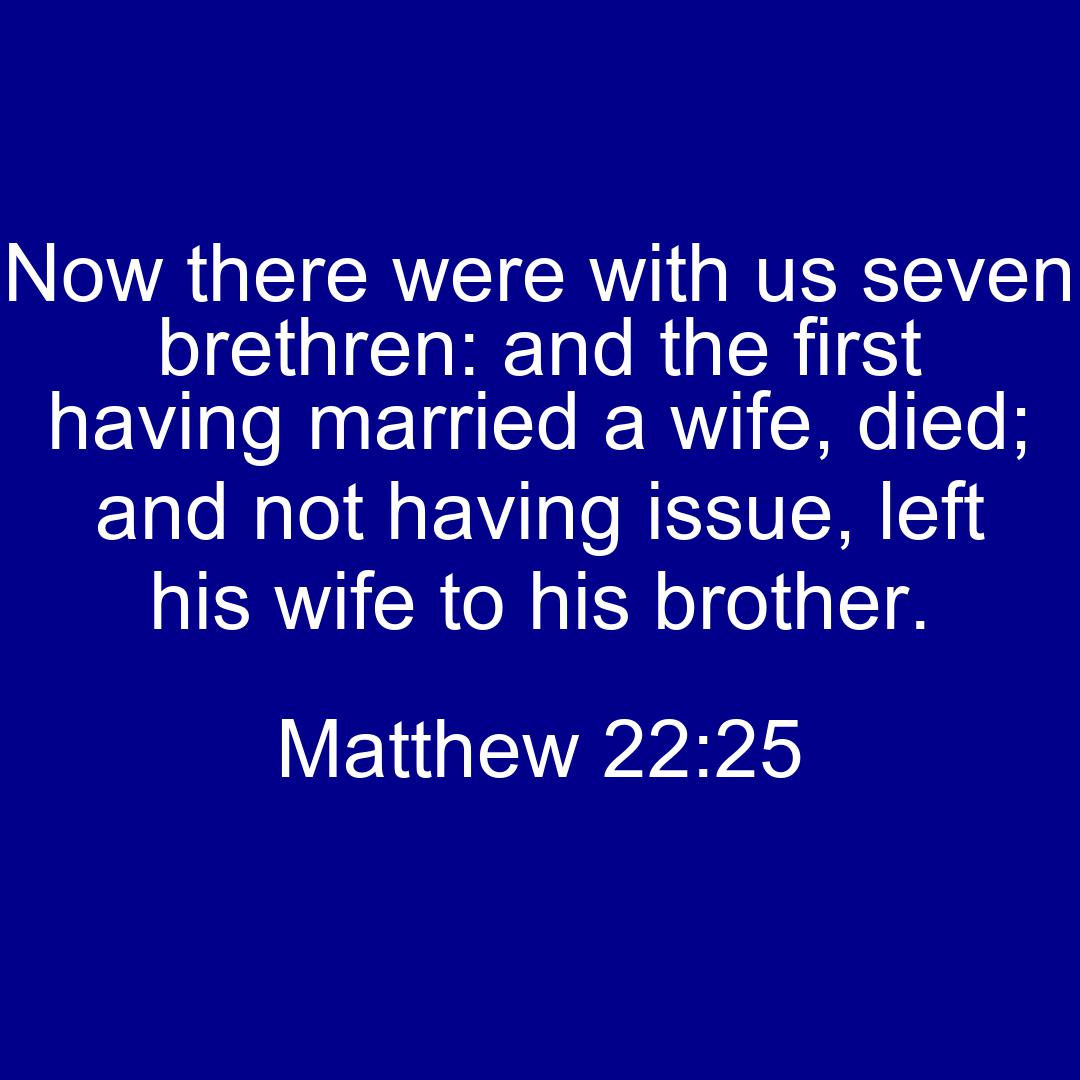 Now there were with us seven
brethren: and the first
having married a wife, died;
and not having issue, left
his wife to his brother.
Matthew 22:25